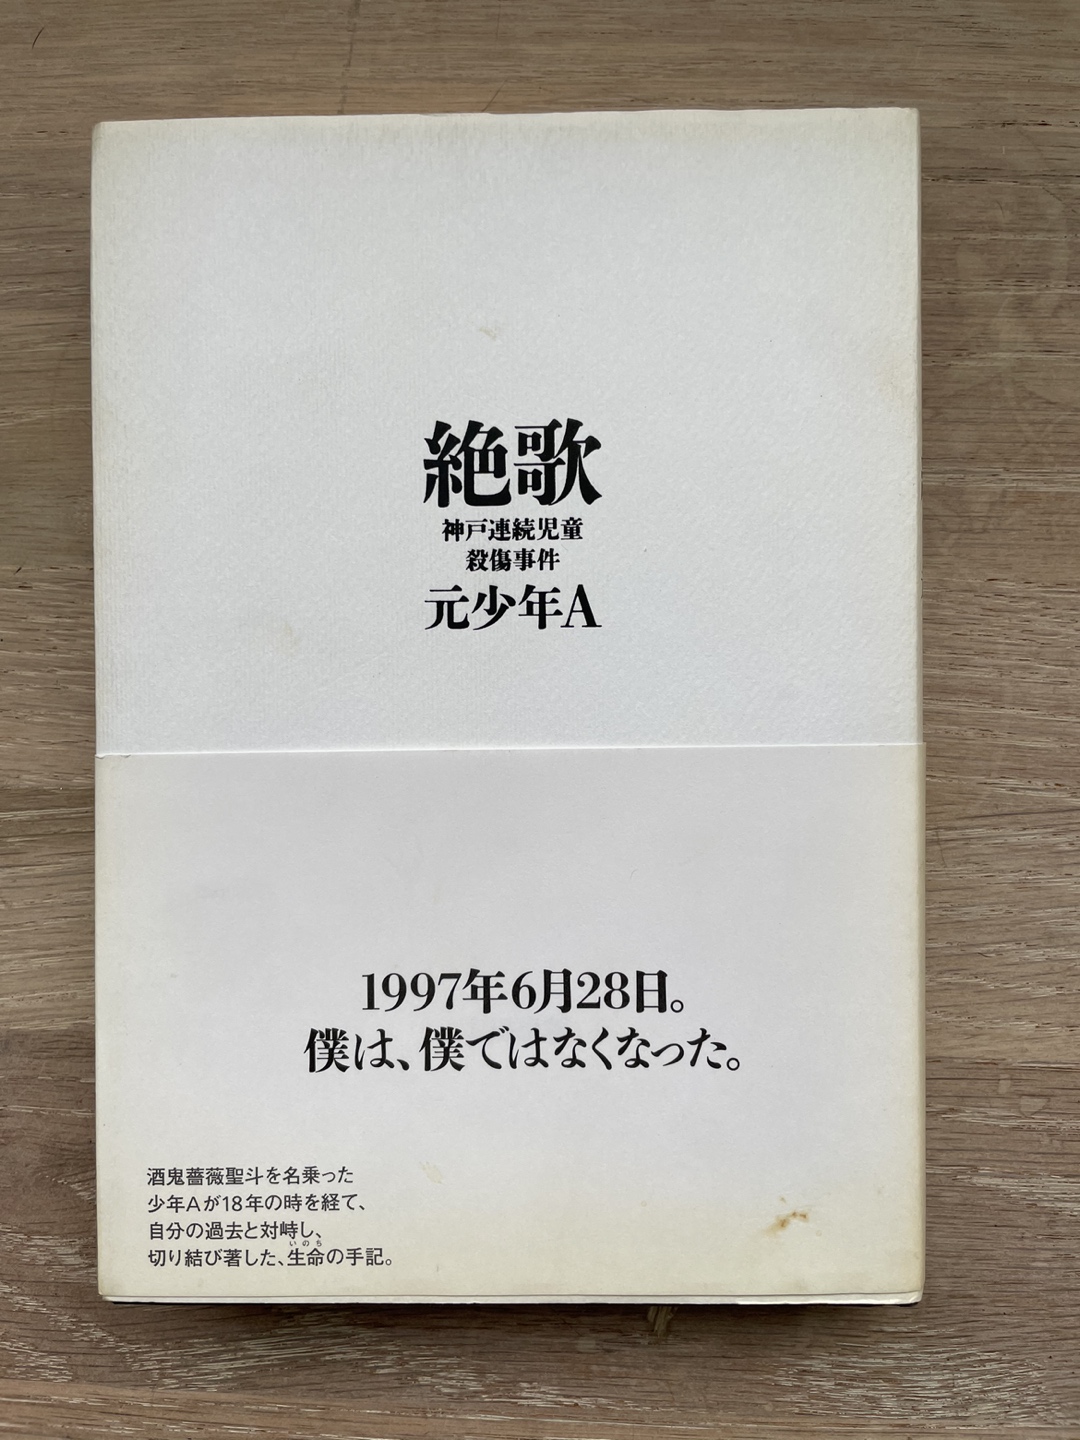 絶歌
神戸連続児童
殺傷事件
元少年A
1997年6月28日。
僕は、僕ではなくなった。
酒鬼薔薇聖斗を名乗った
少年Aが18年の時を経て、
自分の過去と対峙し、
切り結び著した、生命の手記。
いのち